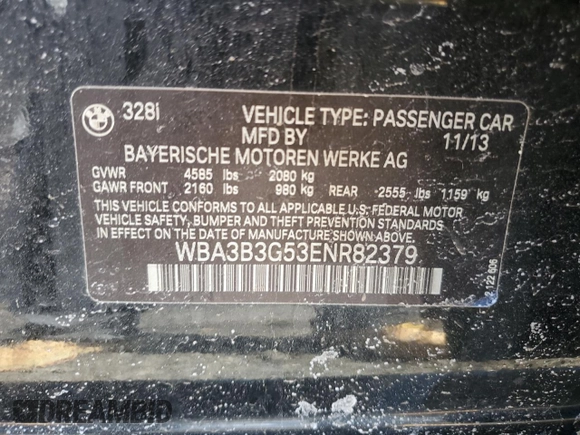 328i VEHICLE TYPE: PASSENGER CAR
MFD BY 11/13
BAYERISCHE MOTOREN WERKE AG
GVWR 4585 lbs 2080 kg
GAWR FRONT 2160 lbs 980 kg REAR 2555 lbs 1159 kg
THIS VEHICLE CONFORMS TO ALL APPLICABLE U.S. FEDERAL MOTOR
VEHICLE SAFETY, BUMPER AND THEFT PREVENTION STANDARDS
IN EFFECT ON THE DATE OF MANUFACTURE SHOWN ABOVE.
WBA3B3G53ENR82379
DREAMBID